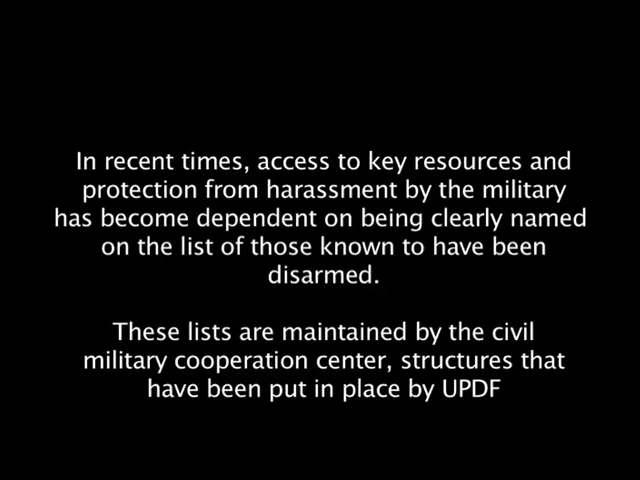 In recent times, access to key resources and
protection from harassment by the military
has become dependent on being clearly named
on the list of those known to have been
disarmed.
These lists are maintained by the civil
military cooperation center, structures that
have been put in place by UPDF